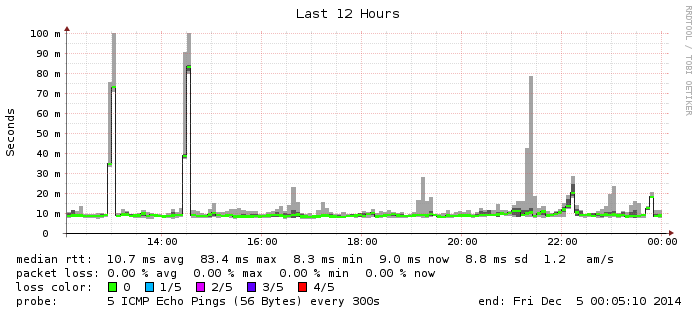 Last 12 Hours
RRDTOOL / TOBI OETIKER
Seconds
100 m
90 m
80 m
70 m
60 m
50 m
40 m
30 m
20 m
10 m
0
14:00 16:00 18:00 20:00 22:00 00:00
median rtt: 10.7 ms avg 83.4 ms max 8.3 ms min 9.0 ms now 8.8 ms sd 1.2 am/s
packet loss: 0.00 % avg 0.00 % max 0.00 % min 0.00 % now
loss color: 0 1/5 2/5 3/5 4/5
probe: 5 ICMP Echo Pings (56 Bytes) every 300s end: Fri Dec 5 00:05:10 2014